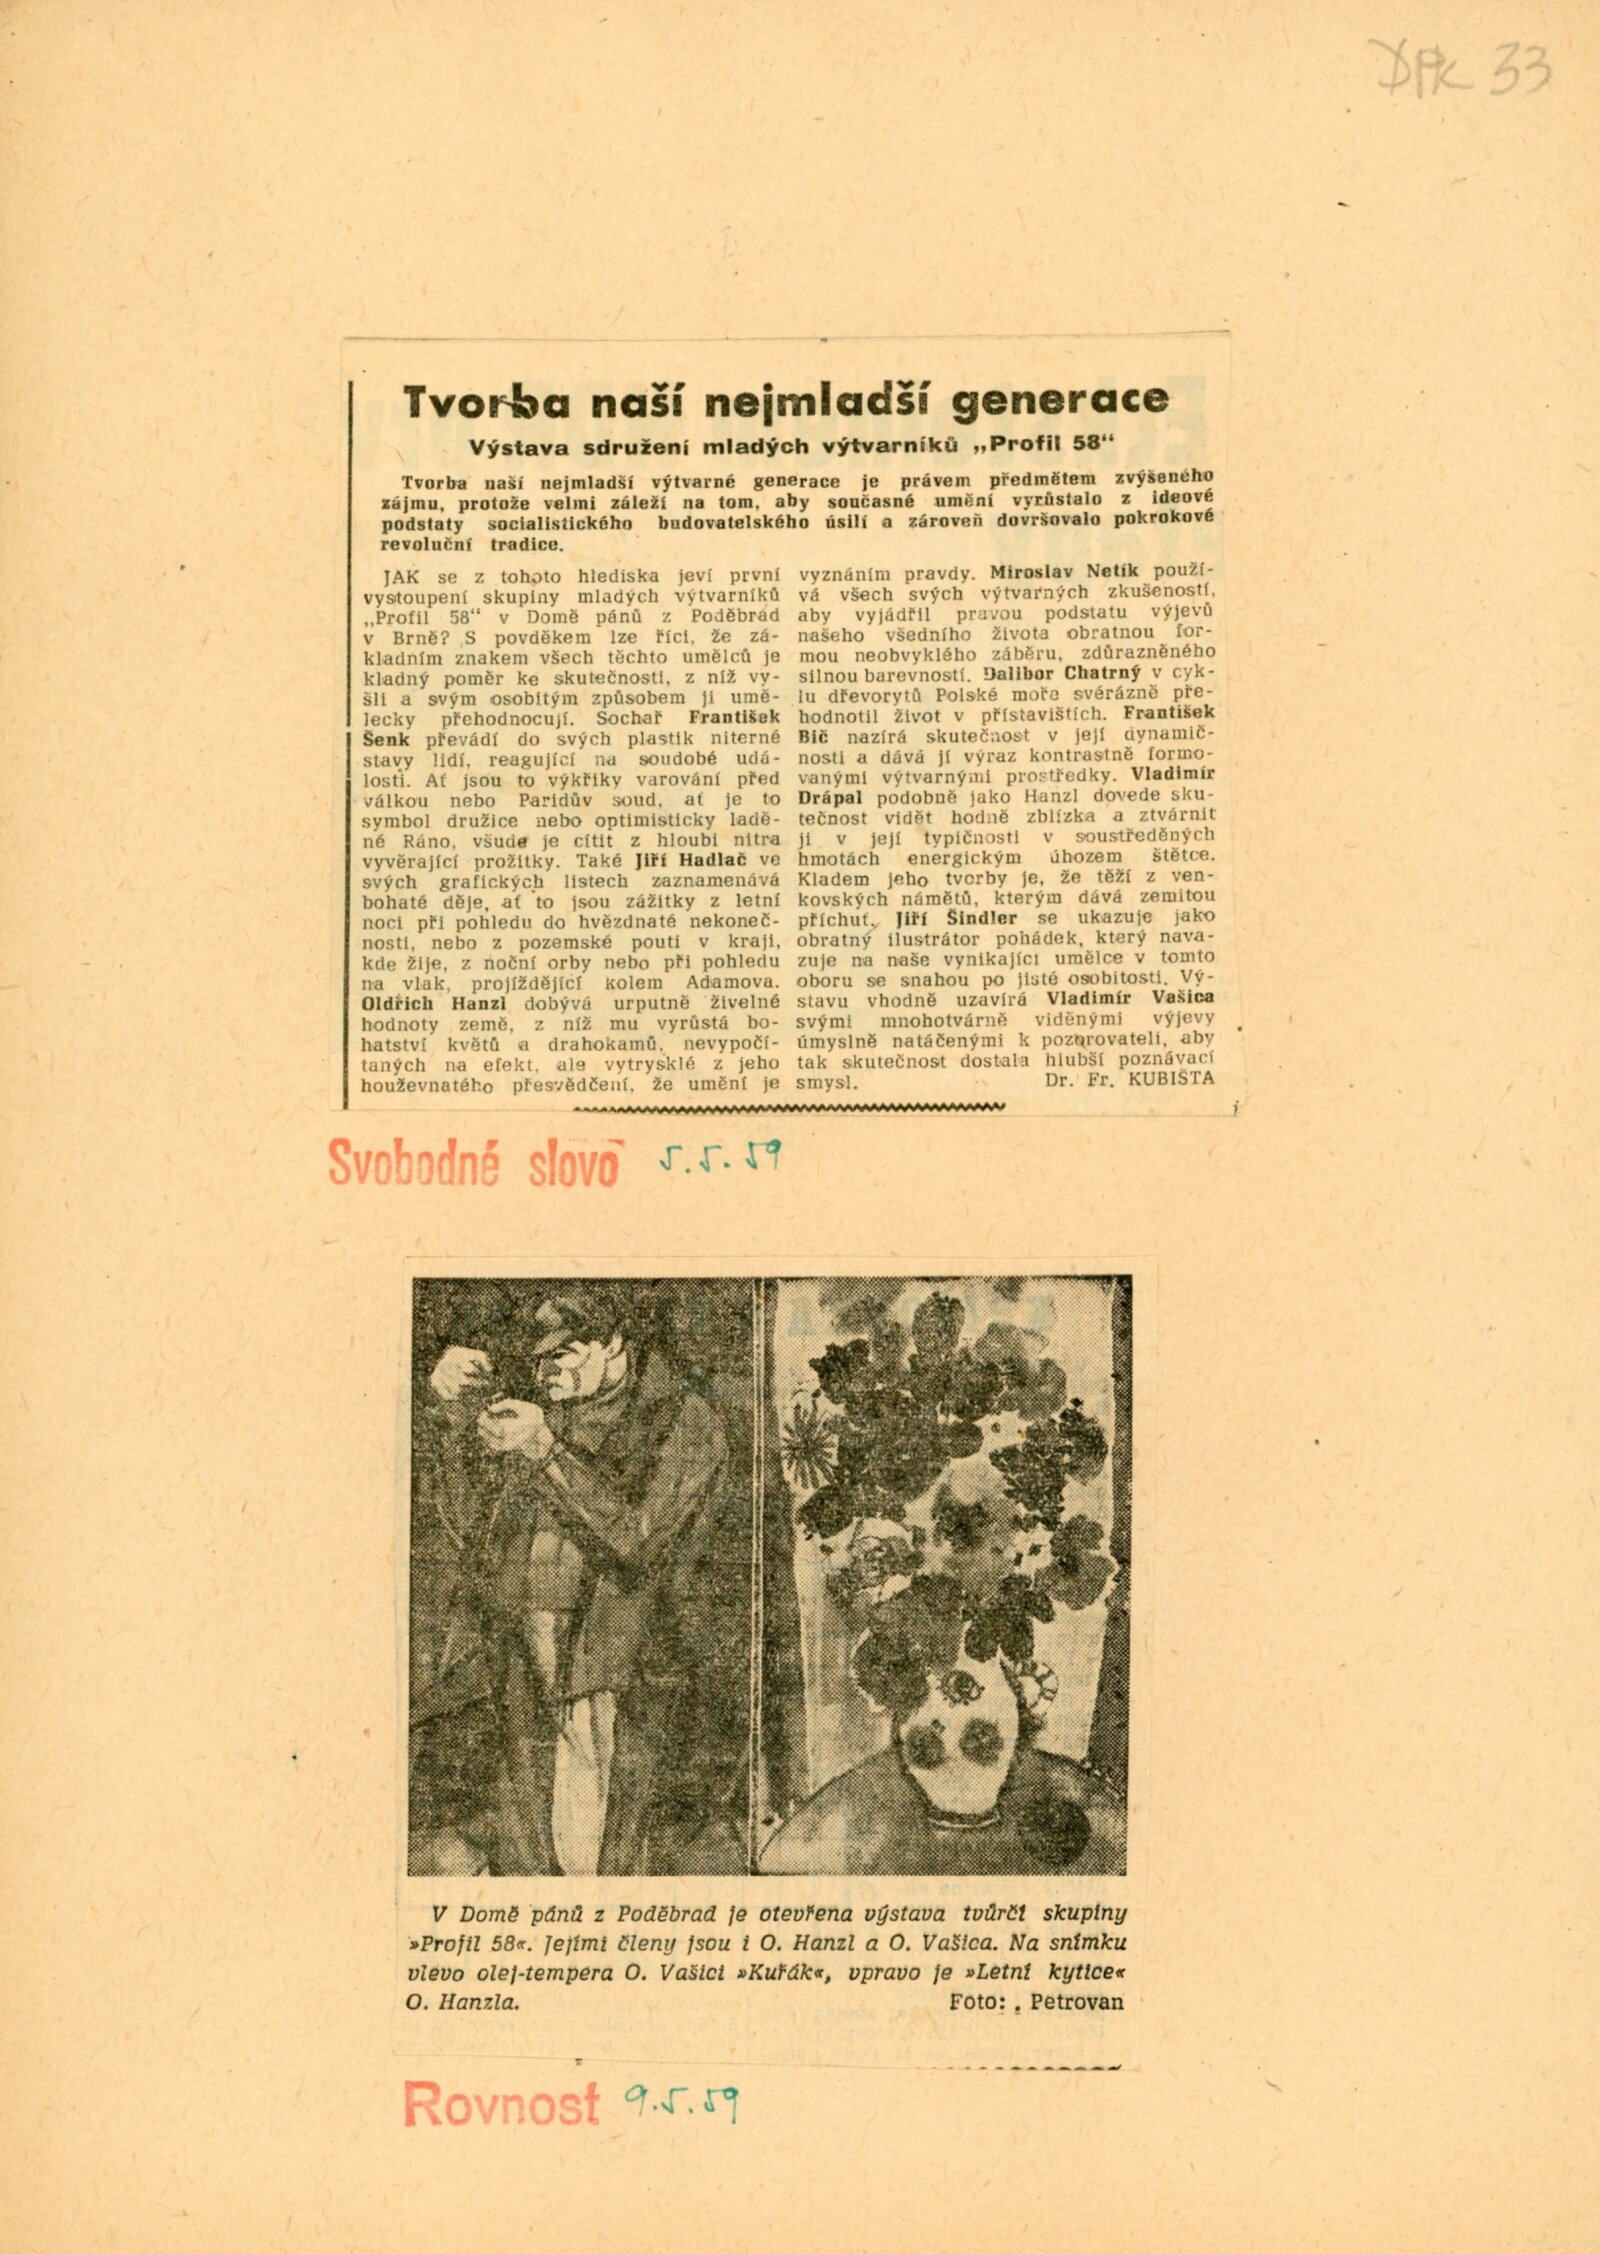 DPK 33
Tvorba naší nejmladší generace
Výstava sdružení mladých výtvarníků „Profil 58“
Tvorba naší nejmladší výtvarné generace je právem předmětem zvýšeného
zájmu, protože velmi záleží na tom, aby současné umění vyrůstalo z ideové
podstaty socialistického budovatelského úsilí a zároveň dovršovalo pokrokové
revoluční tradice.
JAK se z tohoto hlediska jeví první
vystoupení skupiny mladých výtvarníků
„Profil 58“ v Domě pánů z Poděbrad
v Brně? S povděkem lze říci, že zá-
kladním znakem všech těchto umělců je
kladný poměr ke skutečnosti, z níž vy-
šli a svým osobitým způsobem ji umě-
lecky přehodnocují. Sochař František
Šenk převádí do svých plastik niterné
stavy lidí, reagující na soudobé udá-
losti. Ať jsou to výkřiky varování před
válkou nebo Paridův soud, ať je to
symbol družice nebo optimisticky ladě-
né Ráno, všude je cítit z hloubi nitra
vyvěrající prožitky. Také Jiří Hadlač ve
svých grafických listech zaznamenává
bohaté děje, ať to jsou zážitky z letní
noci při pohledu do hvězdnaté nekoneč-
nosti, nebo z pozemské pouti v kraji,
kde žije, z noční orby nebo při pohledu
na vlak, projíždějící kolem Adamova.
Oldřich Hanzl dobývá urputně živelné
hodnoty země, z níž mu vyrůstá bo-
hatství květů a drahokamů, nevypočí-
taných na efekt, ale vytrysklé z jeho
houževnatého přesvědčení, že umění je
vyznáním pravdy. Miroslav Netík použí-
vá všech svých výtvarných zkušeností,
aby vyjádřil pravou podstatu výjevů
našeho všedního života obratnou for-
mou neobvyklého záběru, zdůrazněného
silnou barevností. Dalibor Chatrný v cyk-
lu dřevorytů Polské moře svérázně pře-
hodnotil život v přístavištích. František
Bič nazírá skutečnost v její dynamič-
nosti a dává jí výraz kontrastně formo-
vanými výtvarnými prostředky. Vladimír
Drápal podobně jako Hanzl dovede sku-
tečnost vidět hodně zblízka a ztvárnit
ji v její typičnosti v soustředěných
hmotách energickým úhozem štětce.
Kladem jeho tvorby je, že těží z ven-
kovských námětů, kterým dává zemitou
příchuť. Jiří Šindler se ukazuje jako
obratný ilustrátor pohádek, který nava-
zuje na naše vynikající umělce v tomto
oboru se snahou po jisté osobitosti. Vý-
stavu vhodně uzavírá Vladimír Vašica
svými mnohotvárně viděnými výjevy
úmyslně natáčenými k pozorovateli, aby
tak skutečnost dostala hlubší poznávací
smysl. Dr. Fr. KUBIŠTA
Svobodné slovo 5.5.59
V Domě pánů z Poděbrad je otevřena výstava tvůrčí skupiny
»Profil 58«. Jejími členy jsou i O. Hanzl a O. Vašica. Na snímku
vlevo olej-tempera O. Vašici »Kuřák«, vpravo je »Letní kytice«
O. Hanzla. Foto: . Petrovan
Rovnost 9.5.59